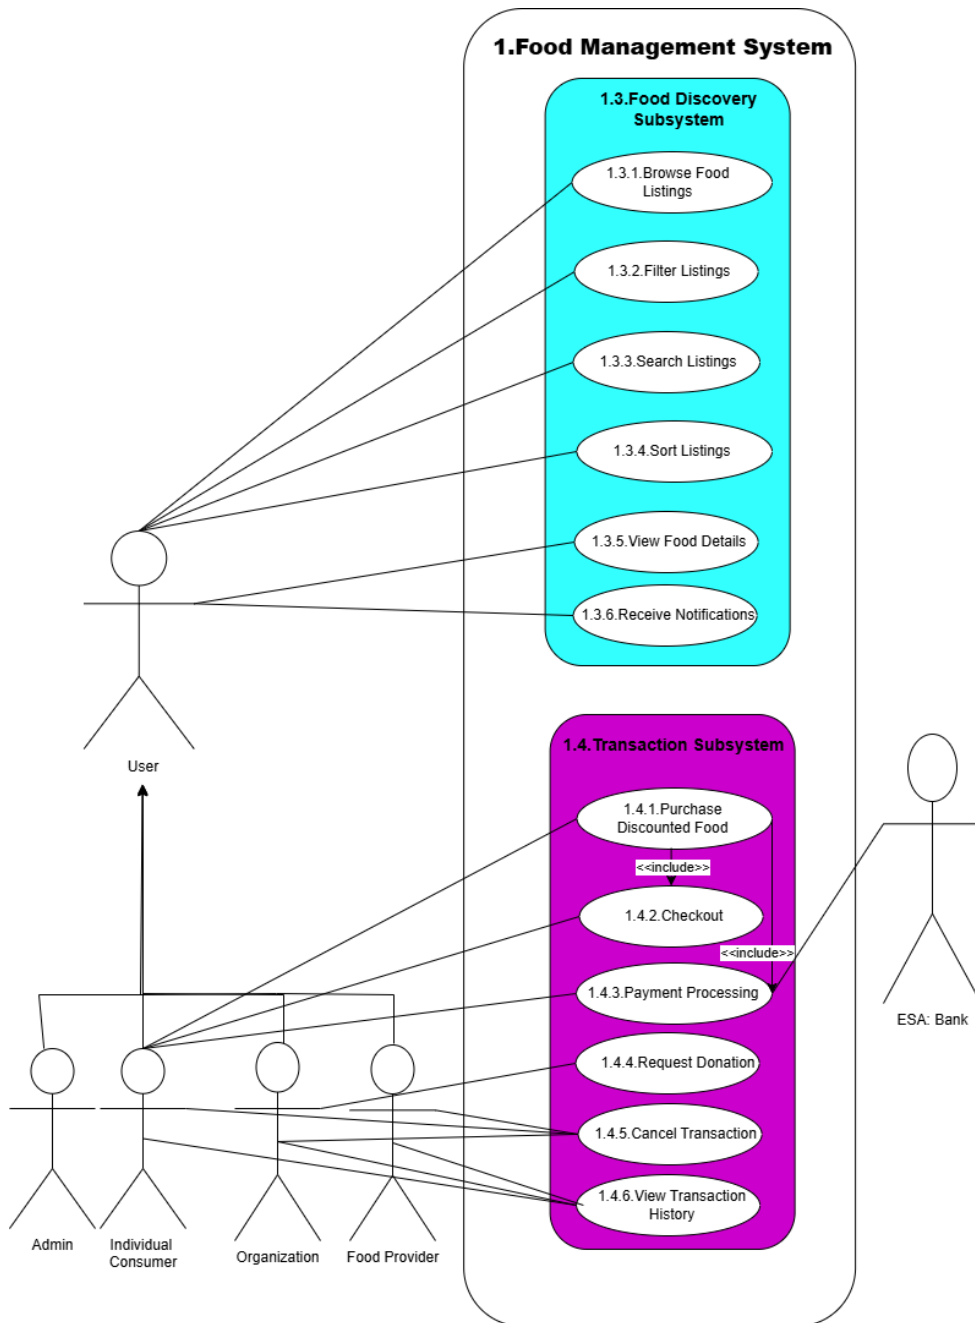 1.Food Management System
1.3.Food Discovery
Subsystem
1.3.1.Browse Food
Listings
1.3.2.Filter Listings
1.3.3.Search Listings
1.3.4.Sort Listings
1.3.5.View Food Details
1.3.6.Receive Notifications
User
1.4.Transaction Subsystem
1.4.1.Purchase
Discounted Food
<<include>>
1.4.2.Checkout
<<include>>
1.4.3.Payment Processing
ESA: Bank
1.4.4.Request Donation
1.4.5.Cancel Transaction
1.4.6.View Transaction
History
Admin
Individual
Consumer
Organization
Food Provider